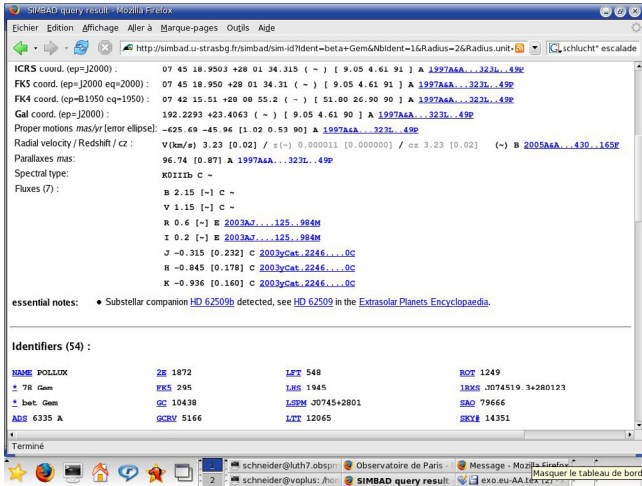 SIMBAD query result - Mozilla Firefox
Eichier Edition Affichage Aller à Marque-pages Outils Aide
http://simbad.u-strasbg.fr/simbad/sim-id?Ident=beta+Gem&NbIdent=1&Radius=2&Radius.unit= schlucht" escalade
ICRS coord. (ep=J2000) : 07 45 18.9503 +28 01 34.315 ( ~ ) [ 9.05 4.61 91 ] A 1997A&A...323L..49P
FK5 coord. (ep=J2000 eq=2000) : 07 45 18.950 +28 01 34.31 ( ~ ) [ 9.05 4.61 91 ] A 1997A&A...323L..49P
FK4 coord. (ep=B1950 eq=1950) : 07 42 15.51 +28 08 55.2 ( ~ ) [ 51.80 26.90 90 ] A 1997A&A...323L..49P
Gal coord. (ep=J2000) : 192.2293 +23.4063 ( ~ ) [ 9.05 4.61 90 ] A 1997A&A...323L..49P
Proper motions mas/yr [error ellipse]: -625.69 -45.96 [1.02 0.53 90] A 1997A&A...323L..49P
Radial velocity / Redshift / cz : V(km/s) 3.23 [0.02] / z(~) 0.000011 [0.000000] / cz 3.23 [0.02] (~) B 2005A&A...430..165F
Parallaxes mas: 96.74 [0.87] A 1997A&A...323L..49P
Spectral type: K0IIIb C ~
Fluxes (7) : B 2.15 [~] C ~
V 1.15 [~] C ~
R 0.6 [~] E 2003AJ....125..984M
I 0.2 [~] E 2003AJ....125..984M
J -0.315 [0.232] C 2003yCat.2246....0C
H -0.845 [0.178] C 2003yCat.2246....0C
K -0.936 [0.160] C 2003yCat.2246....0C
essential notes: • Substellar companion HD 62509b detected, see HD 62509 in the Extrasolar Planets Encyclopaedia.
Identifiers (54) :
NAME POLLUX 2E 1872 LFT 548 ROT 1249
* 78 Gem FK5 295 LHS 1945 1RXS J074519.3+280123
* bet Gem GC 10438 LSPM J0745+2801 SAO 79666
ADS 6335 A GCRV 5166 LTT 12065 SKY# 14351
Terminé
1 schneider@luth7.obspm Observatoire de Paris - Message - Mozilla Firefox
2 schneider@voplus: /hom SIMBAD query result exo.eu-AA.tex (2) - Masquer le tableau de bord